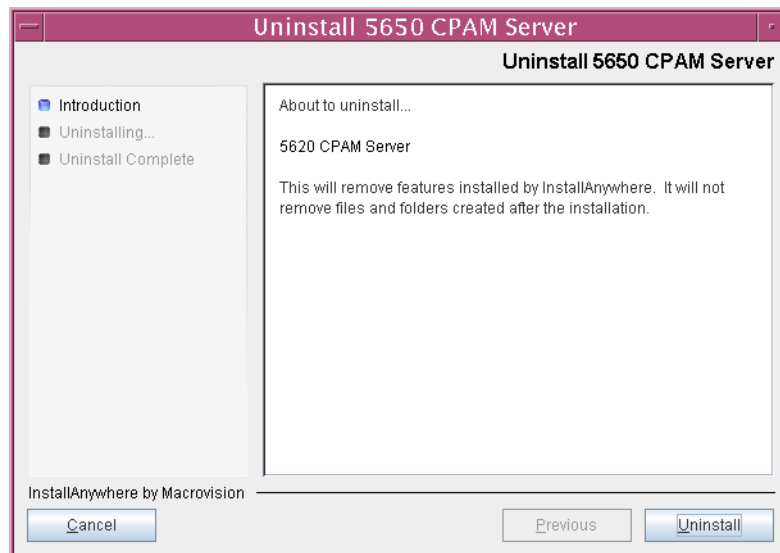 Uninstall 5650 CPAM Server
Uninstall 5650 CPAM Server
Introduction
Uninstalling...
Uninstall Complete
About to uninstall...
5620 CPAM Server
This will remove features installed by InstallAnywhere. It will not
remove files and folders created after the installation.
InstallAnywhere by Macrovision
Cancel
Previous
Uninstall